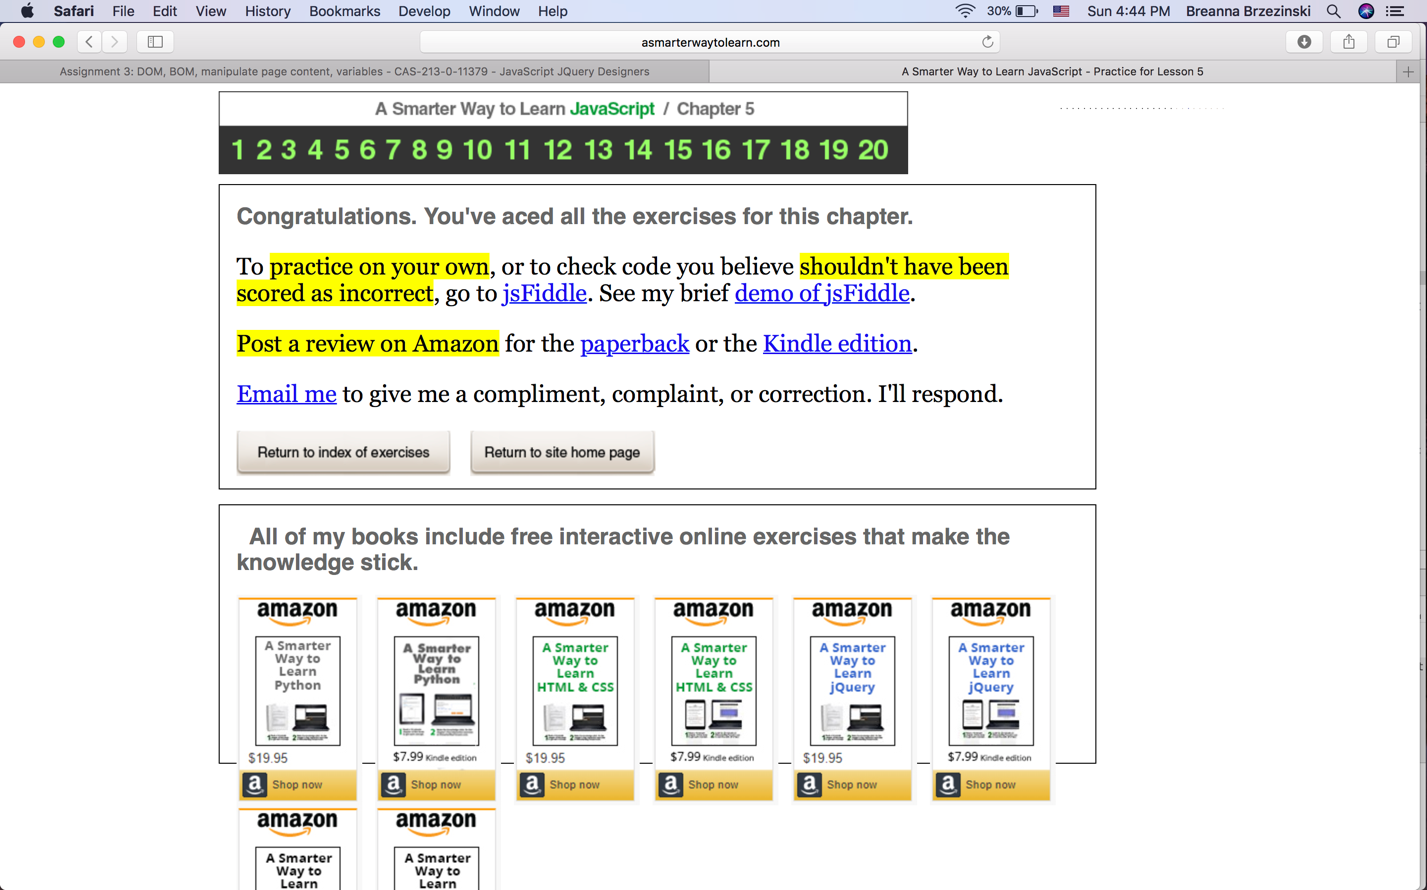 Safari File Edit View History Bookmarks Develop Window Help 30% Sun 4:44 PM Breanna Brzezinski
asmarterwaytolearn.com
Assignment 3: DOM, BOM, manipulate page content, variables - CAS-213-0-11379 - JavaScript JQuery Designers
A Smarter Way to Learn JavaScript - Practice for Lesson 5
A Smarter Way to Learn JavaScript / Chapter 5
1 2 3 4 5 6 7 8 9 10 11 12 13 14 15 16 17 18 19 20
Congratulations. You've aced all the exercises for this chapter.
To practice on your own, or to check code you believe shouldn't have been
scored as incorrect, go to jsFiddle. See my brief demo of jsFiddle.
Post a review on Amazon for the paperback or the Kindle edition.
Email me to give me a compliment, complaint, or correction. I'll respond.
Return to index of exercises
Return to site home page
All of my books include free interactive online exercises that make the
knowledge stick.
amazon
A Smarter
Way to
Learn
Python
$19.95
a Shop now
amazon
A Smarter
Way to
Learn
Python
$7.99 Kindle edition
a Shop now
amazon
A Smarter
Way to
Learn
HTML & CSS
$19.95
a Shop now
amazon
A Smarter
Way to
Learn
HTML & CSS
$7.99 Kindle edition
a Shop now
amazon
A Smarter
Way to
Learn
jQuery
$19.95
a Shop now
amazon
A Smarter
Way to
Learn
jQuery
$7.99 Kindle edition
a Shop now
amazon
A Smarter
Way to
Learn
amazon
A Smarter
Way to
Learn